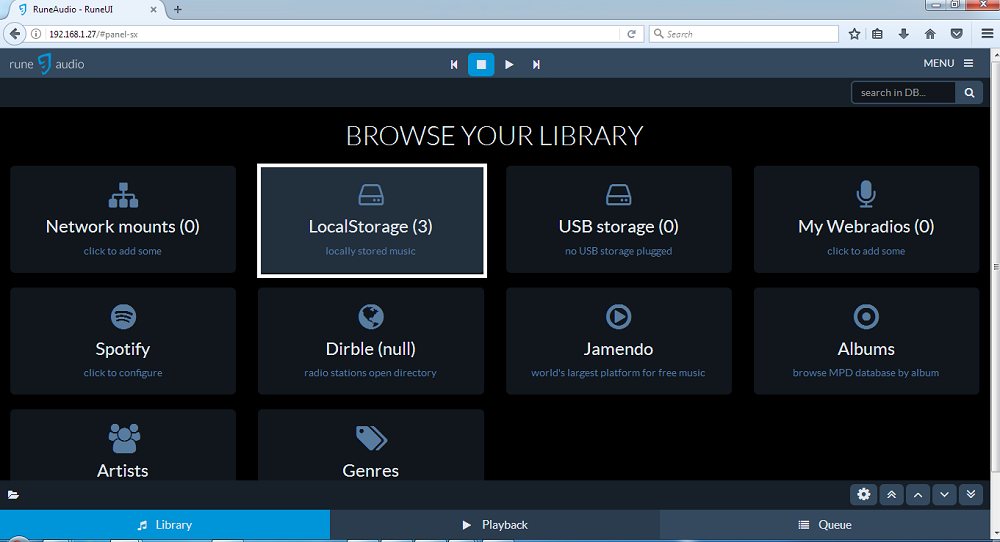 RuneAudio - RuneUI
192.168.1.27/#panel-sx
Search
rune audio
MENU
search in DB...
BROWSE YOUR LIBRARY
Network mounts (0)
click to add some
LocalStorage (3)
locally stored music
USB storage (0)
no USB storage plugged
My Webradios (0)
click to add some
Spotify
click to configure
Dirble (null)
radio stations open directory
Jamendo
world's largest platform for free music
Albums
browse MPD database by album
Artists
Genres
Library
Playback
Queue